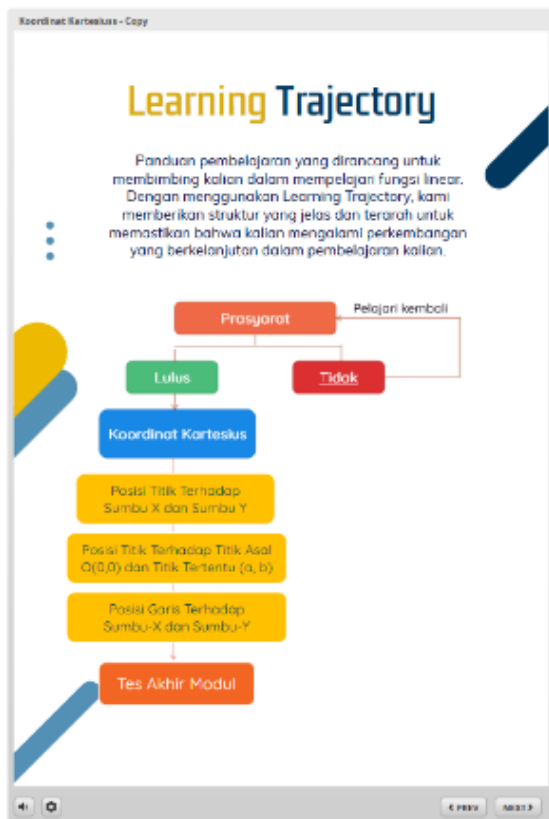 Koordinat Kartesiuss - Copy
Learning Trajectory
Panduan pembelajaran yang dirancang untuk
membimbing kalian dalam mempelajari fungsi linear.
Dengan menggunakan Learning Trajectory, kami
memberikan struktur yang jelas dan terarah untuk
memastikan bahwa kalian mengalami perkembangan
yang berkelanjutan dalam pembelajaran kalian.
Prasyarat
Pelajari kembali
Lulus
Tidak
Koordinat Kartesius
Posisi Titik Terhadap
Sumbu X dan Sumbu Y
Posisi Titik Terhadap Titik Asal
O(0,0) dan Titik Tertentu (a, b)
Posisi Garis Terhadap
Sumbu-X dan Sumbu-Y
Tes Akhir Modul
PREV
NEXT